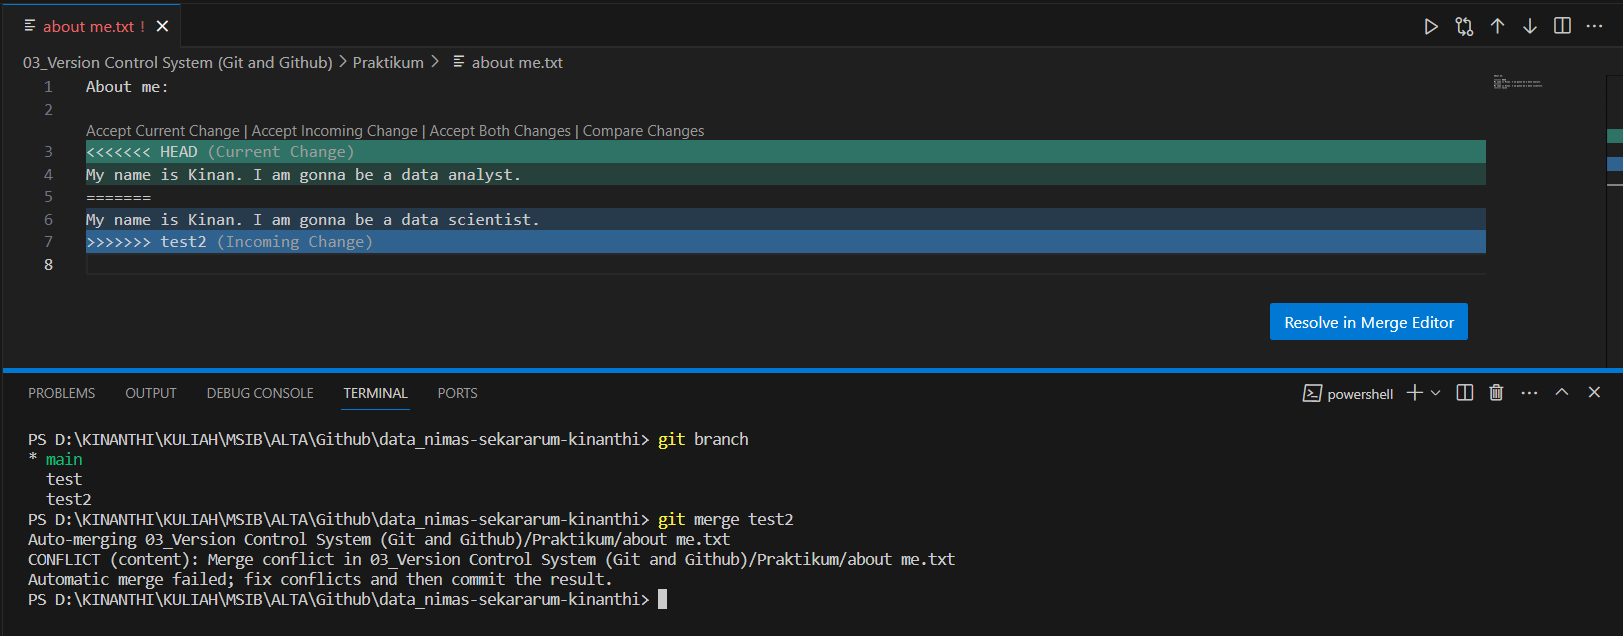 about me.txt !
03_Version Control System (Git and Github) > Praktikum > about me.txt
1 About me:
2
Accept Current Change | Accept Incoming Change | Accept Both Changes | Compare Changes
3 <<<<<<< HEAD (Current Change)
4 My name is Kinan. I am gonna be a data analyst.
5 =======
6 My name is Kinan. I am gonna be a data scientist.
7 >>>>>>> test2 (Incoming Change)
8
Resolve in Merge Editor
PROBLEMS OUTPUT DEBUG CONSOLE TERMINAL PORTS powershell
PS D:\KINANTHI\KULIAH\MSIB\ALTA\Github\data_nimas-sekararum-kinanthi> git branch
* main
test
test2
PS D:\KINANTHI\KULIAH\MSIB\ALTA\Github\data_nimas-sekararum-kinanthi> git merge test2
Auto-merging 03_Version Control System (Git and Github)/Praktikum/about me.txt
CONFLICT (content): Merge conflict in 03_Version Control System (Git and Github)/Praktikum/about me.txt
Automatic merge failed; fix conflicts and then commit the result.
PS D:\KINANTHI\KULIAH\MSIB\ALTA\Github\data_nimas-sekararum-kinanthi>